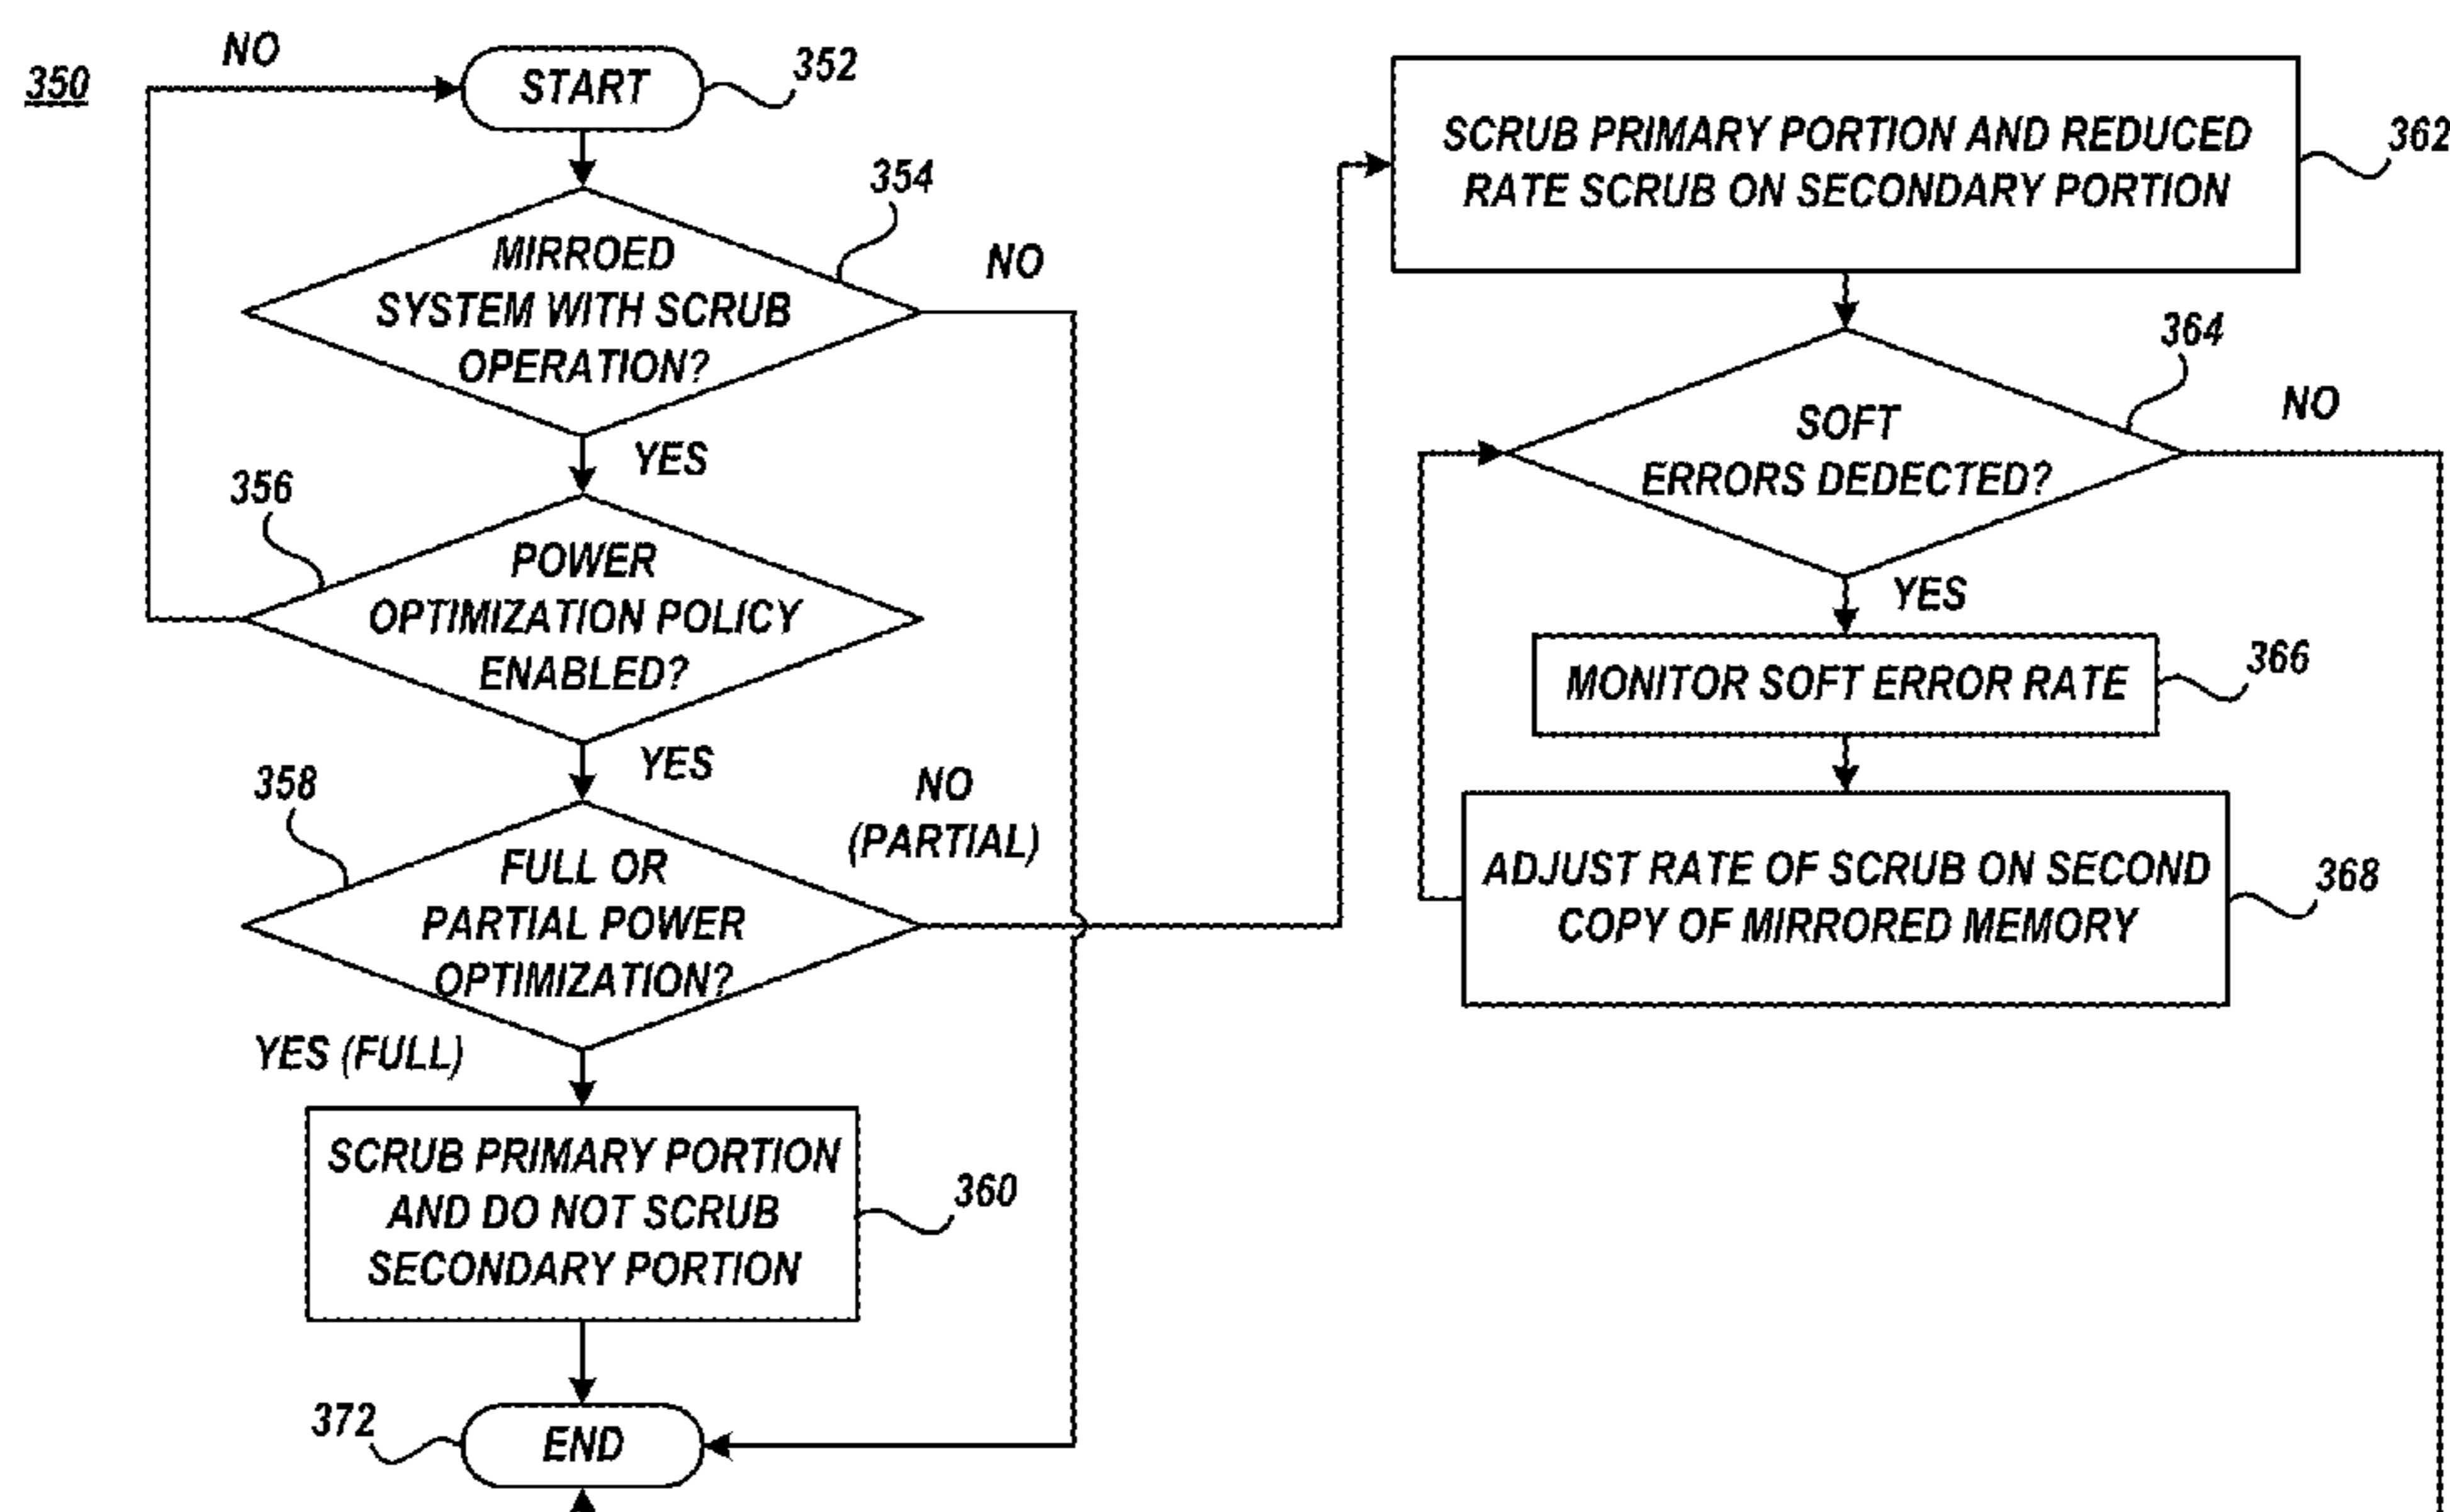 350
NO
START
352
354
MIRROED
SYSTEM WITH SCRUB
OPERATION?
NO
YES
356
POWER
OPTIMIZATION POLICY
ENABLED?
YES
358
NO
(PARTIAL)
FULL OR
PARTIAL POWER
OPTIMIZATION?
YES (FULL)
SCRUB PRIMARY PORTION
AND DO NOT SCRUB
SECONDARY PORTION
360
372
END
SCRUB PRIMARY PORTION AND REDUCED
RATE SCRUB ON SECONDARY PORTION
362
364
SOFT
ERRORS DEDECTED?
NO
YES
MONITOR SOFT ERROR RATE
366
ADJUST RATE OF SCRUB ON SECOND
COPY OF MIRRORED MEMORY
368